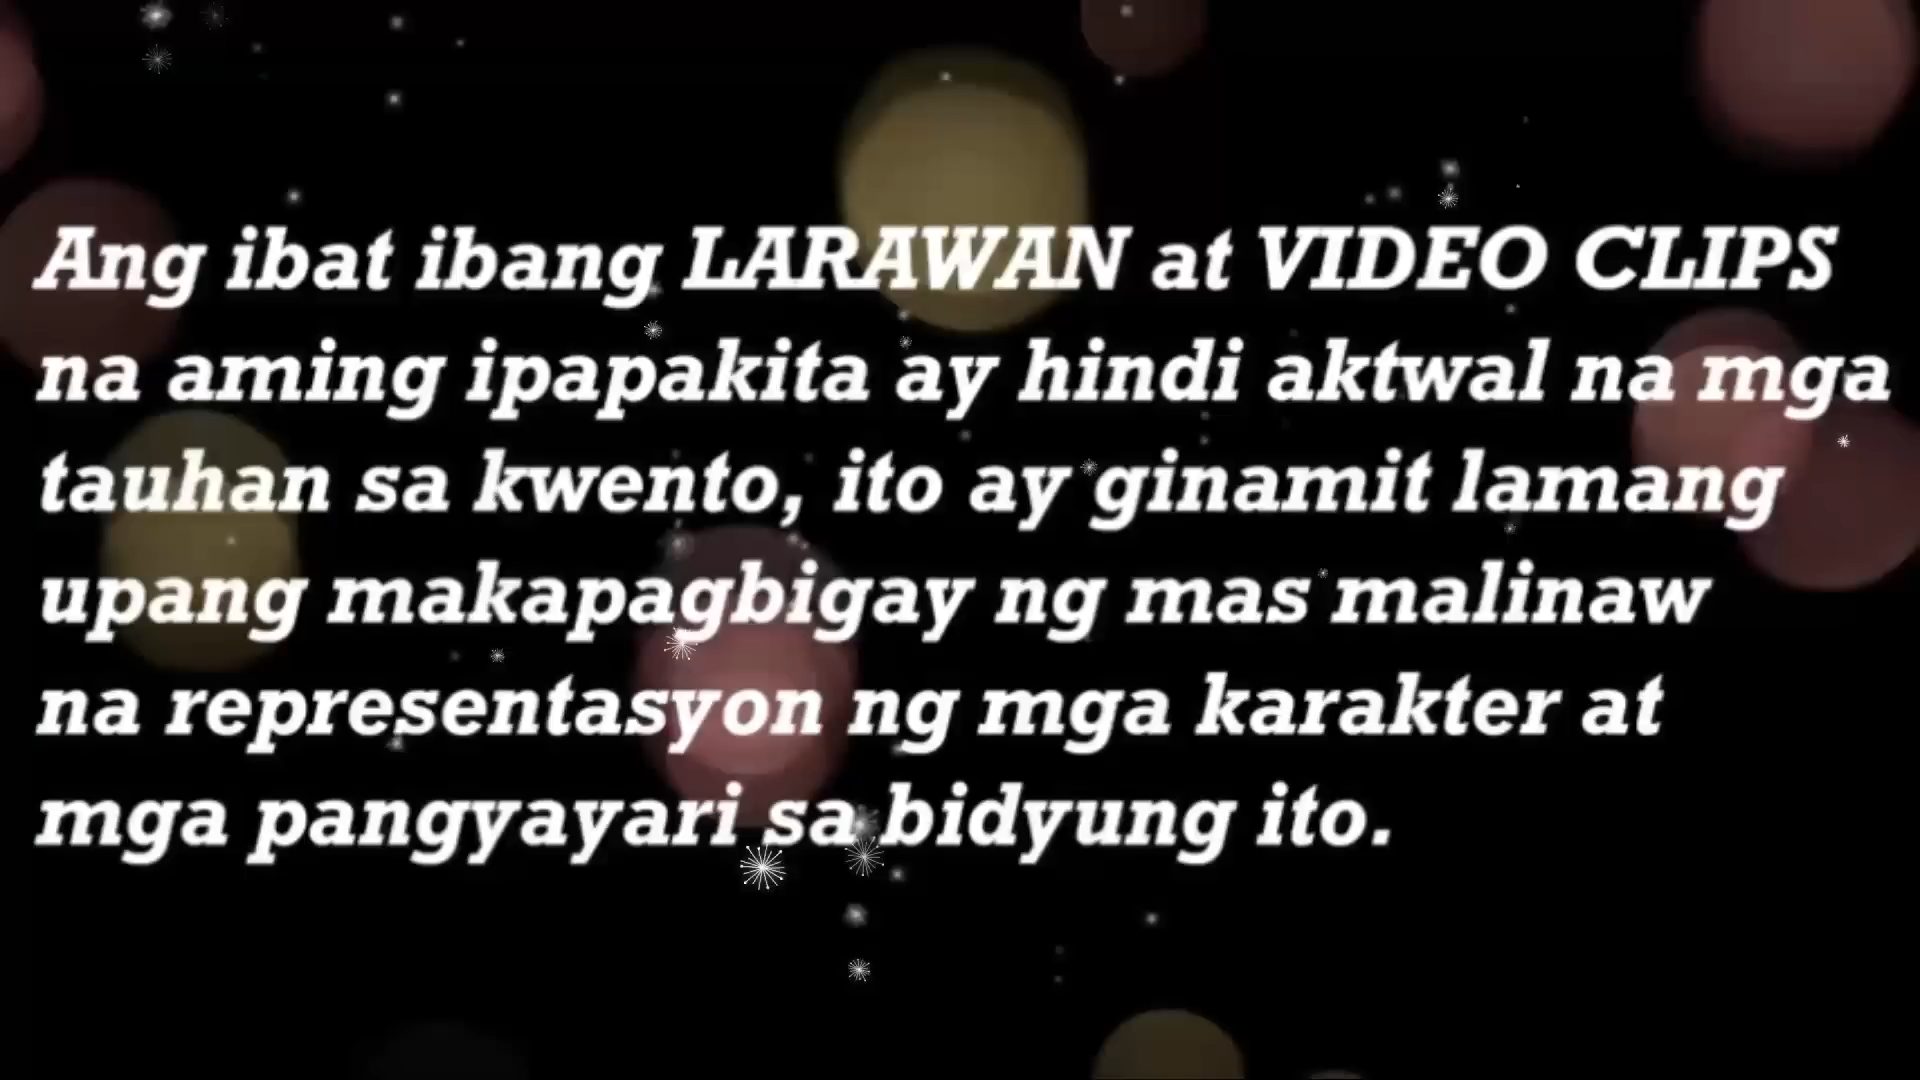 Ang ibat ibang LARAWAN at VIDEO CLIPS
na aming ipapakita ay hindi aktwal na mga
tauhan sa kwento, ito ay ginamit lamang
upang makapagbigay ng mas malinaw
na representasyon ng mga karakter at
mga pangyayari sa bidyung ito.